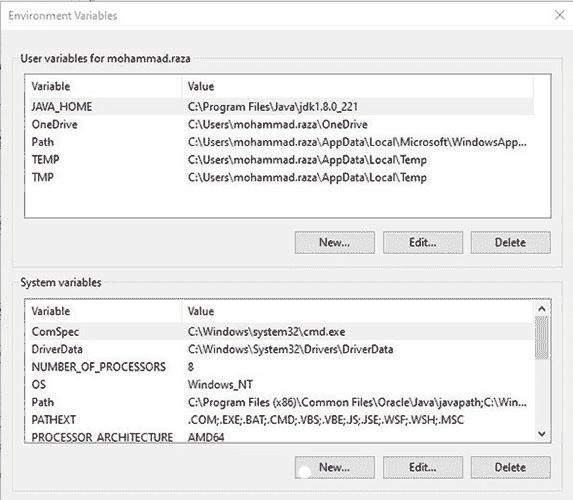 Environment Variables
User variables for mohammad.raza
Variable Value
JAVA_HOME C:\Program Files\Java\jdk1.8.0_221
OneDrive C:\Users\mohammad.raza\OneDrive
Path C:\Users\mohammad.raza\AppData\Local\Microsoft\WindowsApp...
TEMP C:\Users\mohammad.raza\AppData\Local\Temp
TMP C:\Users\mohammad.raza\AppData\Local\Temp
New... Edit... Delete
System variables
Variable Value
ComSpec C:\Windows\system32\cmd.exe
DriverData C:\Windows\System32\Drivers\DriverData
NUMBER_OF_PROCESSORS 8
OS Windows_NT
Path C:\Program Files (x86)\Common Files\Oracle\Java\javapath;C:\Win...
PATHEXT .COM;.EXE;.BAT;.CMD;.VBS;.VBE;.JS;.JSE;.WSF;.WSH;.MSC
PROCESSOR_ARCHITECTURE AMD64
New... Edit... Delete